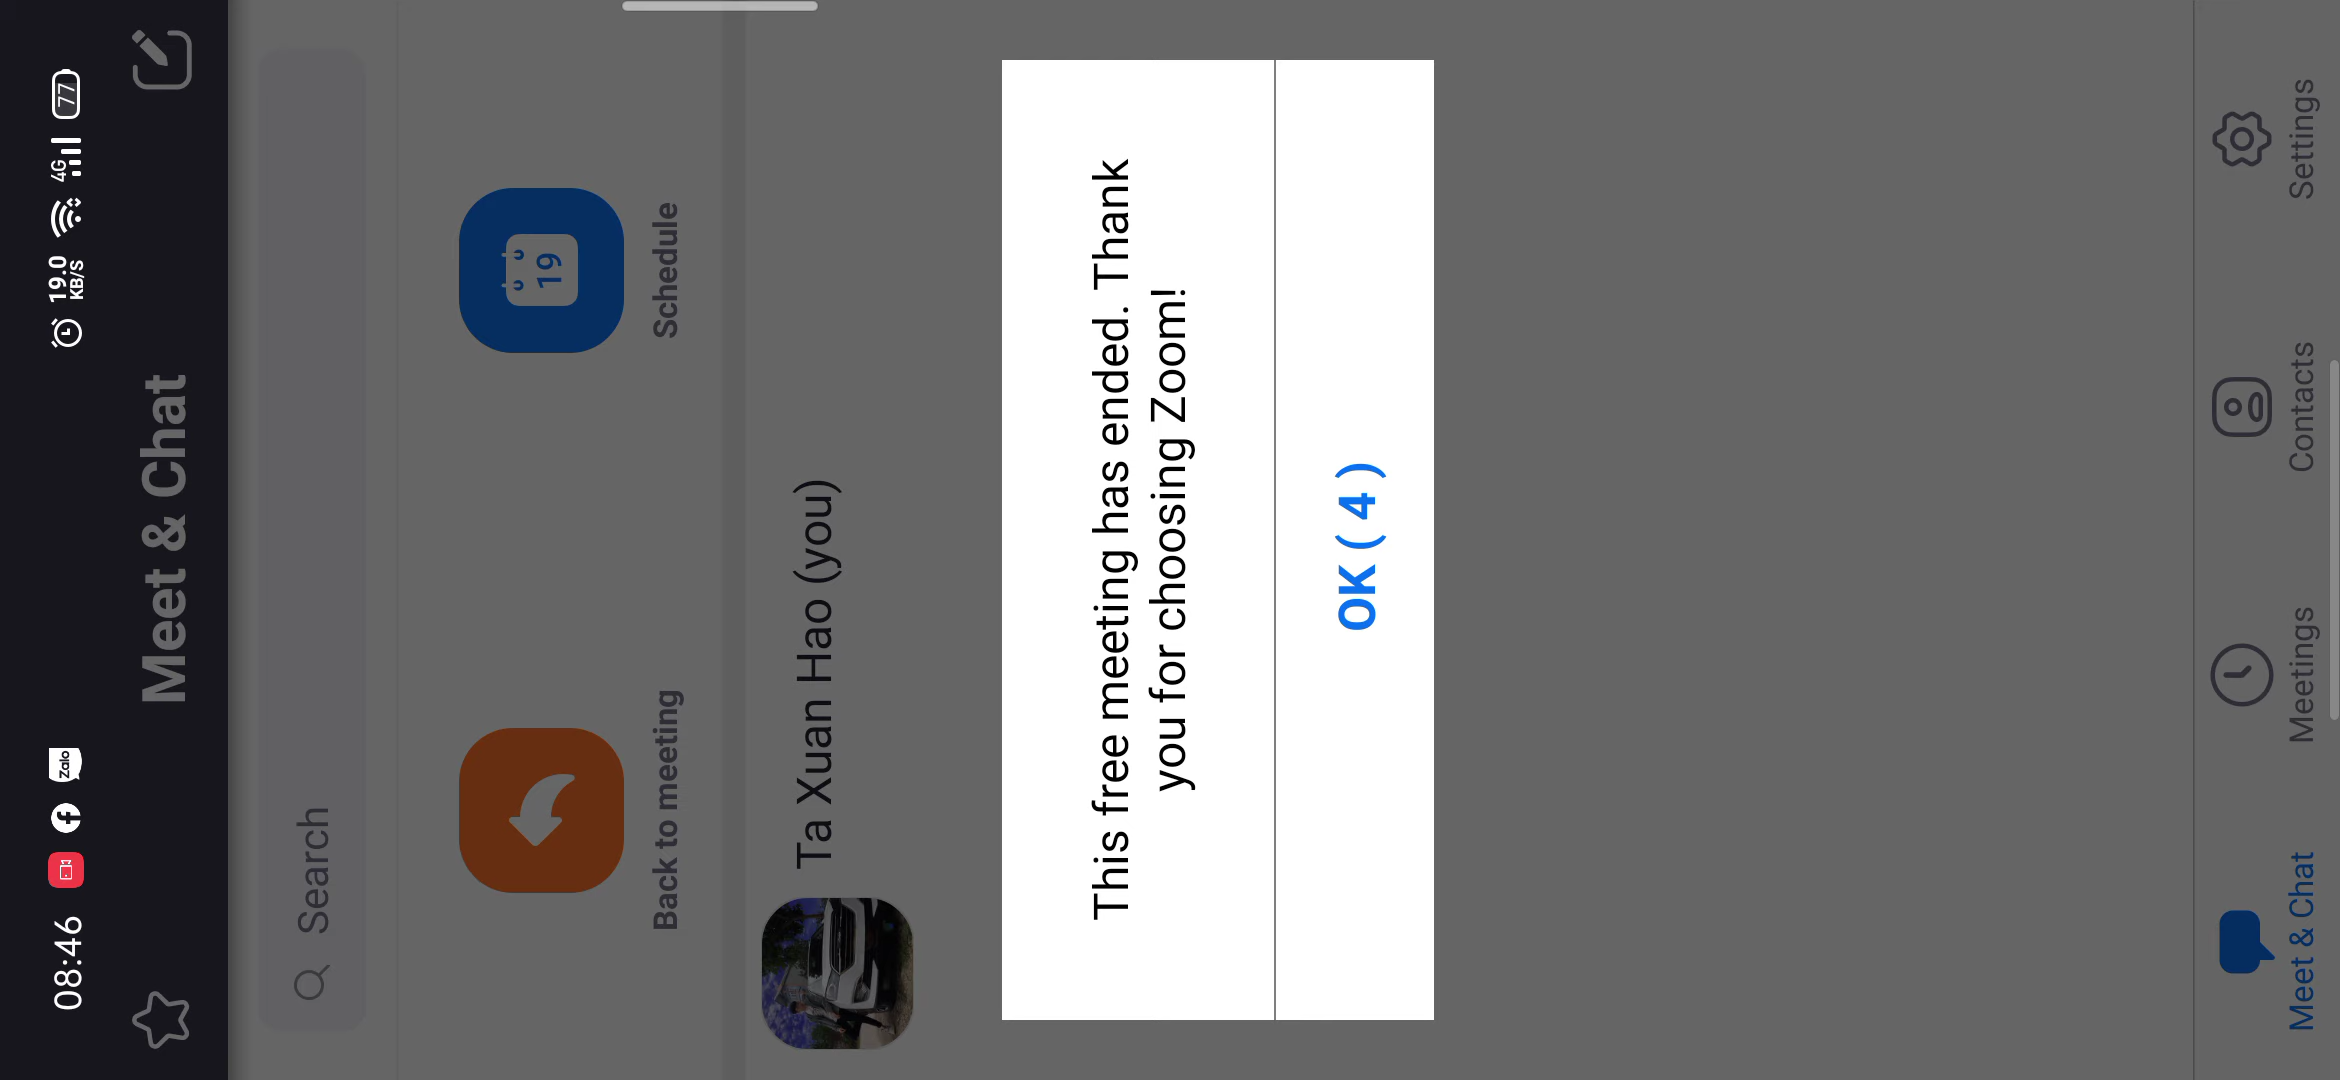 08:46
Zalo
19.0
KB/S
4G
77
Meet & Chat
Search
Back to meeting
19
Schedule
Ta Xuan Hao (you)
This free meeting has ended. Thank
you for choosing Zoom!
OK ( 4 )
Meet & Chat
Meetings
Contacts
Settings